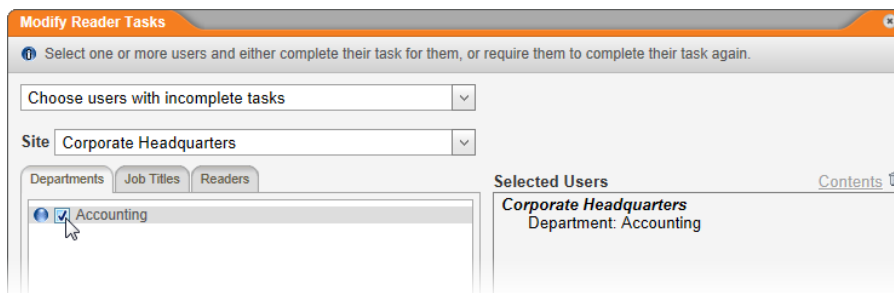 Modify Reader Tasks
Select one or more users and either complete their task for them, or require them to complete their task again.
Choose users with incomplete tasks
Site Corporate Headquarters
Departments Job Titles Readers
Selected Users Contents
Accounting
Corporate Headquarters
Department: Accounting